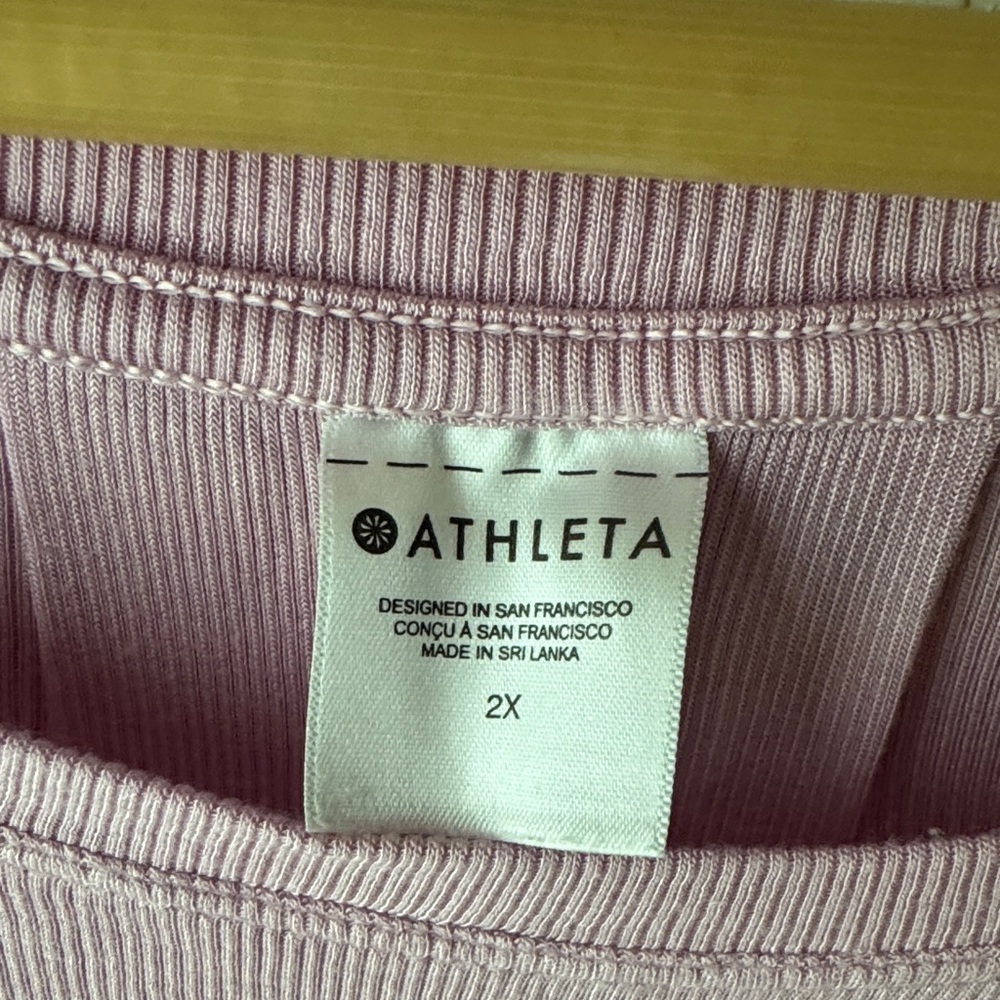 ATHLETA
DESIGNED IN SAN FRANCISCO
CONÇU À SAN FRANCISCO
MADE IN SRI LANKA
2X